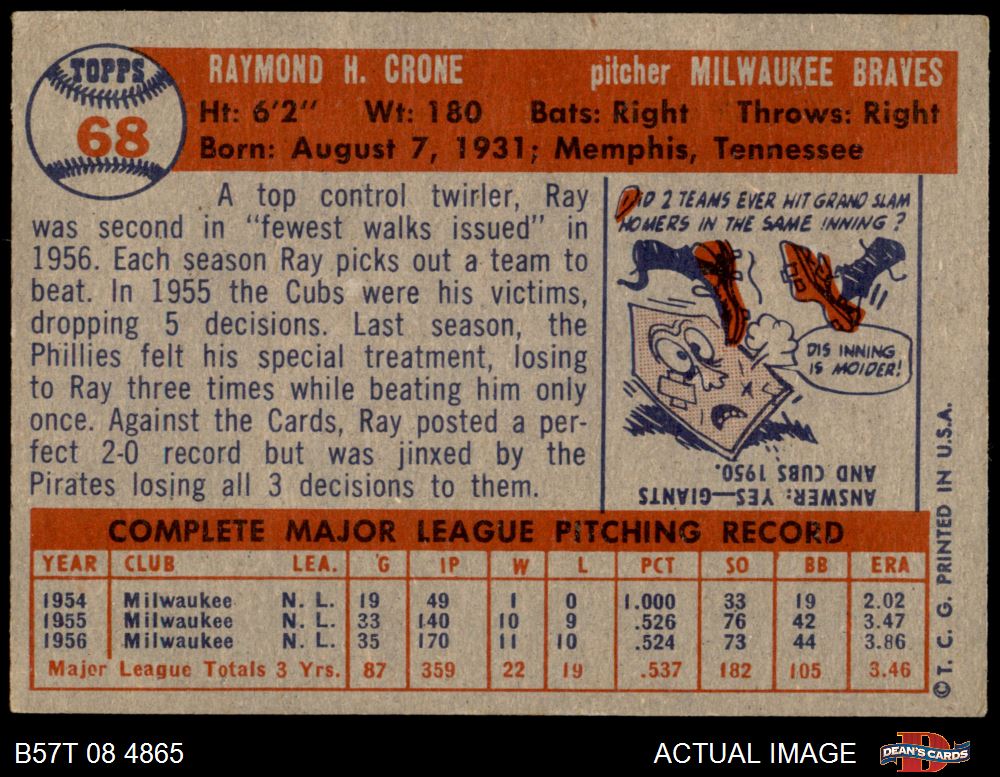 TOPPS
68
RAYMOND H. CRONE pitcher MILWAUKEE BRAVES
Ht: 6'2" Wt: 180 Bats: Right Throws: Right
Born: August 7, 1931; Memphis, Tennessee
A top control twirler, Ray
was second in "fewest walks issued" in
1956. Each season Ray picks out a team to
beat. In 1955 the Cubs were his victims,
dropping 5 decisions. Last season, the
Phillies felt his special treatment, losing
to Ray three times while beating him only
once. Against the Cards, Ray posted a per-
fect 2-0 record but was jinxed by the
Pirates losing all 3 decisions to them.
DID 2 TEAMS EVER HIT GRAND SLAM
HOMERS IN THE SAME INNING?
DIS INNING
IS MOIDER!
ANSWER: YES—GIANTS
AND CUBS 1950.
COMPLETE MAJOR LEAGUE PITCHING RECORD
YEAR CLUB LEA. G IP W L PCT SO BB ERA
1954 Milwaukee N. L. 19 49 1 0 1.000 33 19 2.02
1955 Milwaukee N. L. 33 140 10 9 .526 76 42 3.47
1956 Milwaukee N. L. 35 170 11 10 .524 73 44 3.86
Major League Totals 3 Yrs. 87 359 22 19 .537 182 105 3.46
© T. C. G. PRINTED IN U.S.A.
B57T 08 4865 ACTUAL IMAGE
DEAN'S CARDS